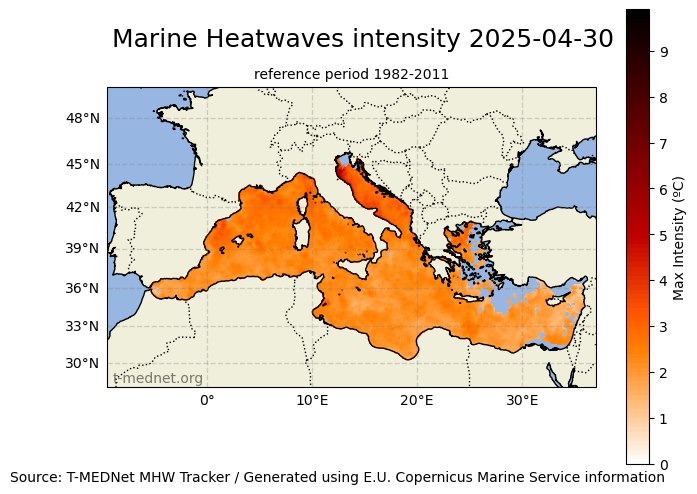 Marine Heatwaves intensity 2025-04-30
reference period 1982-2011
48°N
45°N
42°N
39°N
36°N
33°N
30°N
0°
10°E
20°E
30°E
t-mednet.org
9
8
7
6
5
4
3
2
1
0
Max Intensity (ºC)
Source: T-MEDNet MHW Tracker / Generated using E.U. Copernicus Marine Service information